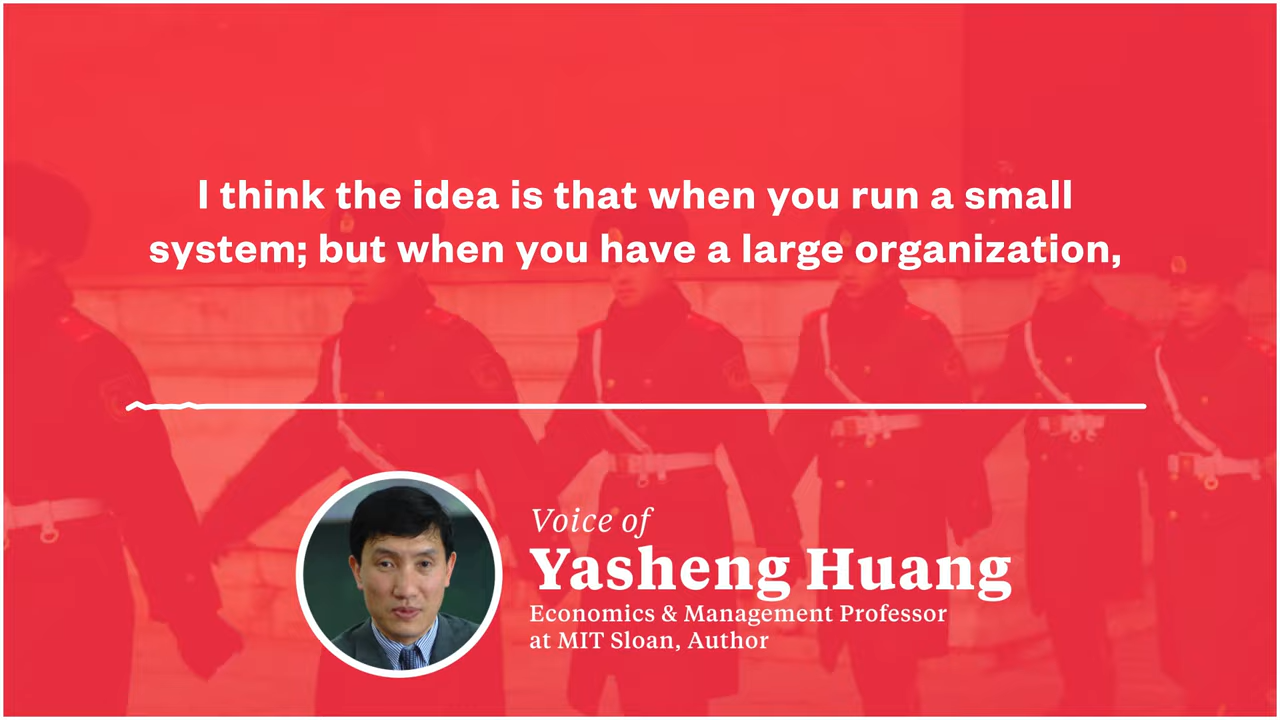 I think the idea is that when you run a small
system; but when you have a large organization,
Voice of
Yasheng Huang
Economics & Management Professor
at MIT Sloan, Author